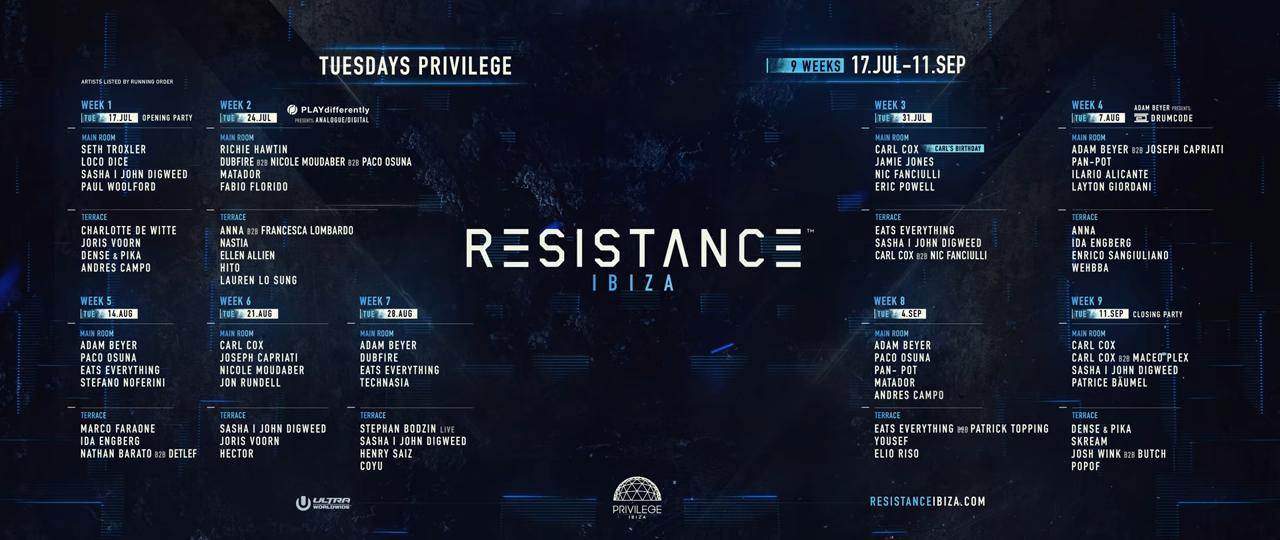 TUESDAYS PRIVILEGE
9 WEEKS 17.JUL-11.SEP
ARTISTS LISTED BY RUNNING ORDER
WEEK 1
TUE 17.JUL OPENING PARTY
MAIN ROOM
SETH TROXLER
LOCO DICE
SASHA | JOHN DIGWEED
PAUL WOOLFORD
TERRACE
CHARLOTTE DE WITTE
JORIS VOORN
DENSE & PIKA
ANDRES CAMPO
WEEK 2
TUE 24.JUL
PLAYdifferently
PRESENTS: ANALOGUE/DIGITAL
MAIN ROOM
RICHIE HAWTIN
DUBFIRE B2B NICOLE MOUDABER B2B PACO OSUNA
MATADOR
FABIO FLORIDO
TERRACE
ANNA B2B FRANCESCA LOMBARDO
NASTIA
ELLEN ALLIEN
HITO
LAUREN LO SUNG
WEEK 3
TUE 31.JUL
MAIN ROOM
CARL COX CARL'S BIRTHDAY
JAMIE JONES
NIC FANCIULLI
ERIC POWELL
TERRACE
EATS EVERYTHING
SASHA | JOHN DIGWEED
CARL COX B2B NIC FANCIULLI
WEEK 4
TUE 7.AUG
ADAM BEYER PRESENTS:
DRUMCODE
MAIN ROOM
ADAM BEYER B2B JOSEPH CAPRIATI
PAN-POT
ILARIO ALICANTE
LAYTON GIORDANI
TERRACE
ANNA
IDA ENGBERG
ENRICO SANGIULIANO
WEHBBA
RESISTANCE™
IBIZA
WEEK 5
TUE 14.AUG
MAIN ROOM
ADAM BEYER
PACO OSUNA
EATS EVERYTHING
STEFANO NOFERINI
TERRACE
MARCO FARAONE
IDA ENGBERG
NATHAN BARATO B2B DETLEF
WEEK 6
TUE 21.AUG
MAIN ROOM
CARL COX
JOSEPH CAPRIATI
NICOLE MOUDABER
JON RUNDELL
TERRACE
SASHA | JOHN DIGWEED
JORIS VOORN
HECTOR
WEEK 7
TUE 28.AUG
MAIN ROOM
ADAM BEYER
DUBFIRE
EATS EVERYTHING
TECHNASIA
TERRACE
STEPHAN BODZIN LIVE
SASHA | JOHN DIGWEED
HENRY SAIZ
COYU
WEEK 8
TUE 4.SEP
MAIN ROOM
ADAM BEYER
PACO OSUNA
PAN- POT
MATADOR
ANDRES CAMPO
TERRACE
EATS EVERYTHING B2B PATRICK TOPPING
YOUSEF
ELIO RISO
WEEK 9
TUE 11.SEP CLOSING PARTY
MAIN ROOM
CARL COX
CARL COX B2B MACEO PLEX
SASHA | JOHN DIGWEED
PATRICE BÄUMEL
TERRACE
DENSE & PIKA
SKREAM
JOSH WINK B2B BUTCH
POPOF
ULTRA
WORLDWIDE
PRIVILEGE
IBIZA
RESISTANCEIBIZA.COM